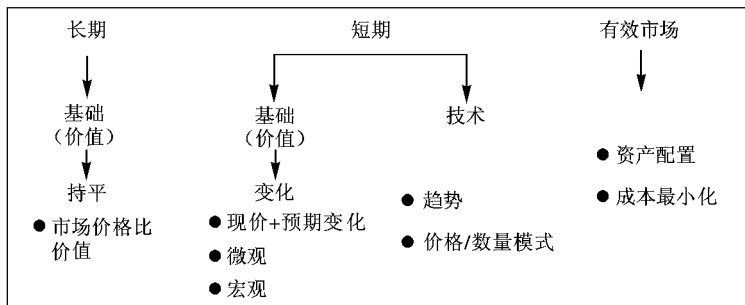 长期
短期
有效市场
基础
（价值）
基础
（价值）
技术
持平
变化
● 市场价格比
价值
● 现价+预期变化
● 微观
● 宏观
● 趋势
● 价格/数量模式
● 资产配置
● 成本最小化